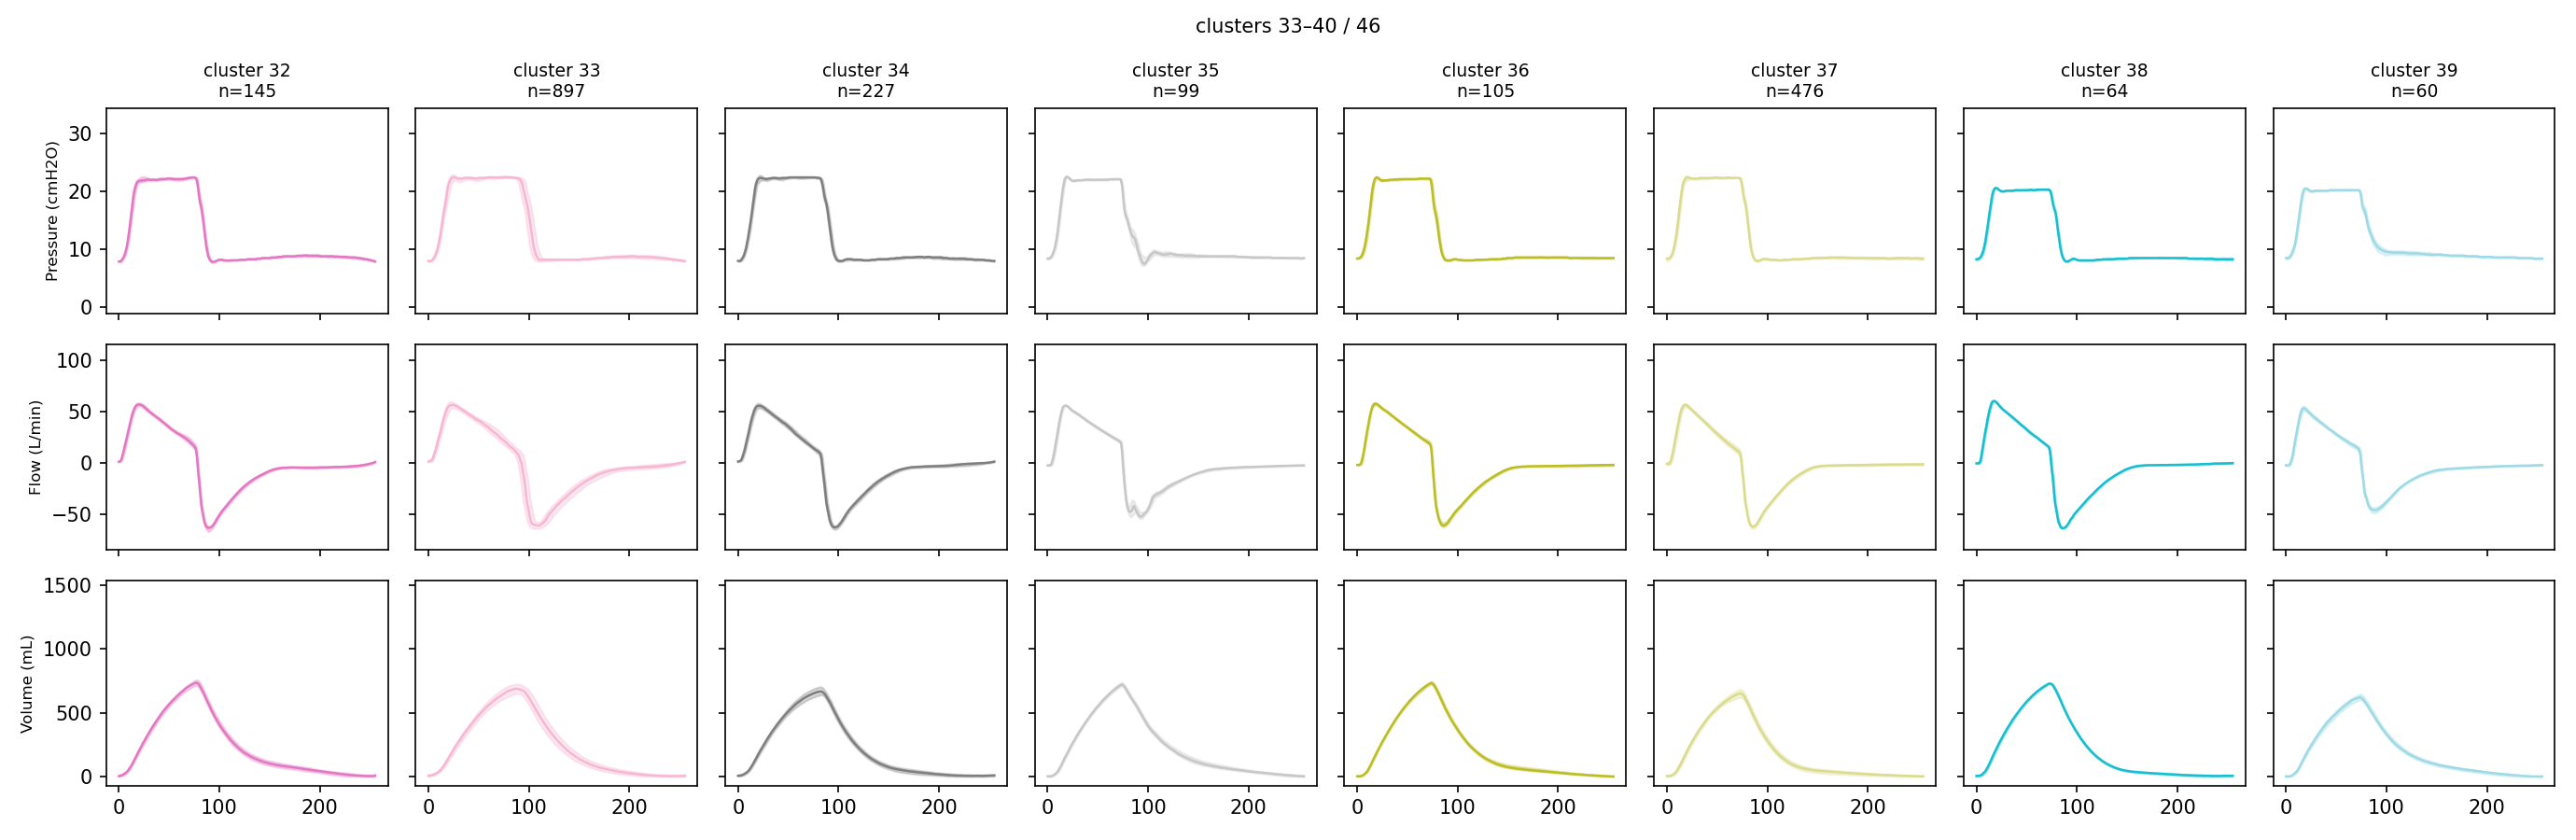 clusters 33–40 / 46
cluster 32
n=145
cluster 33
n=897
cluster 34
n=227
cluster 35
n=99
cluster 36
n=105
cluster 37
n=476
cluster 38
n=64
cluster 39
n=60
Pressure (cmH2O)
30
20
10
0
Flow (L/min)
100
50
0
−50
Volume (mL)
1500
1000
500
0
0 100 200
0 100 200
0 100 200
0 100 200
0 100 200
0 100 200
0 100 200
0 100 200